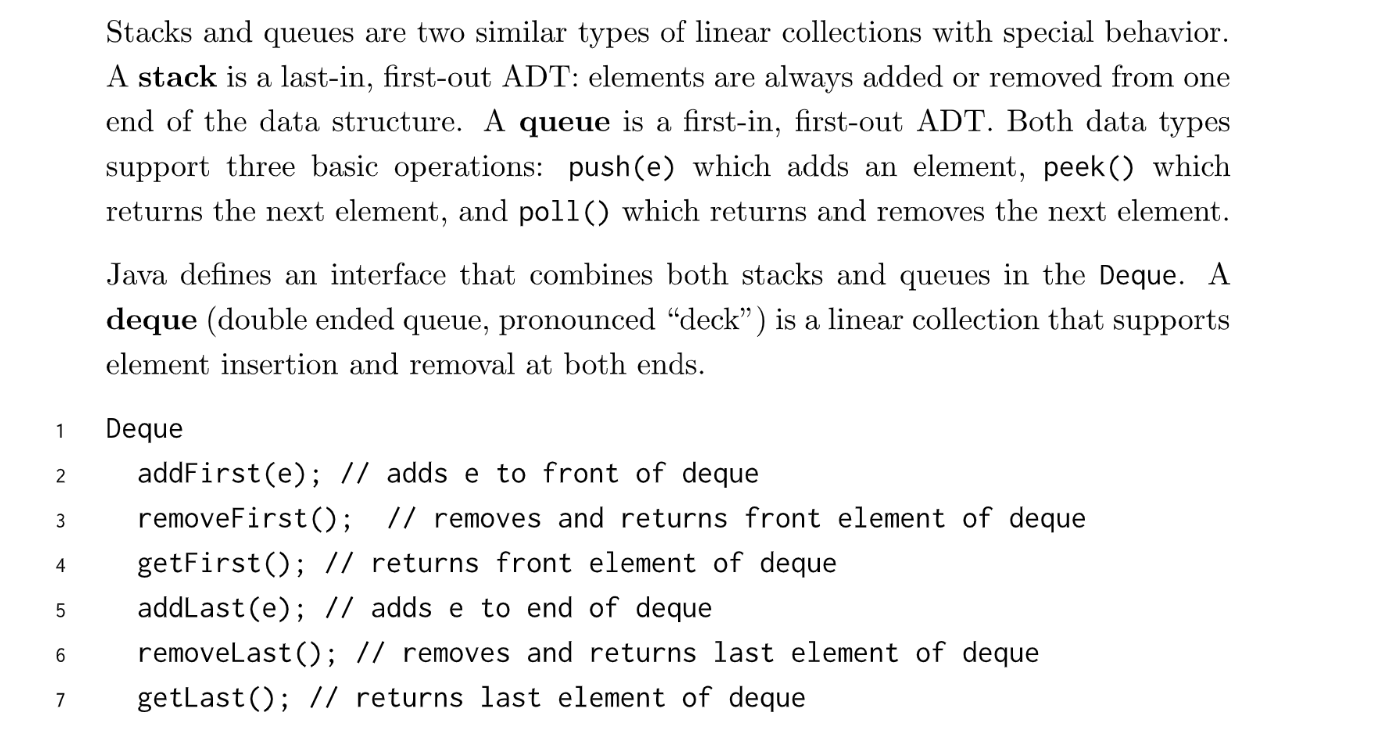 Stacks and queues are two similar types of linear collections with special behavior.
A stack is a last-in, first-out ADT: elements are always added or removed from one
end of the data structure. A queue is a first-in, first-out ADT. Both data types
support three basic operations: push(e) which adds an element, peek() which
returns the next element, and poll() which returns and removes the next element.
Java defines an interface that combines both stacks and queues in the Deque. A
deque (double ended queue, pronounced “deck”) is a linear collection that supports
element insertion and removal at both ends.
1 Deque
2 addFirst(e); // adds e to front of deque
3 removeFirst();  // removes and returns front element of deque
4 getFirst(); // returns front element of deque
5 addLast(e); // adds e to end of deque
6 removeLast(); // removes and returns last element of deque
7 getLast(); // returns last element of deque